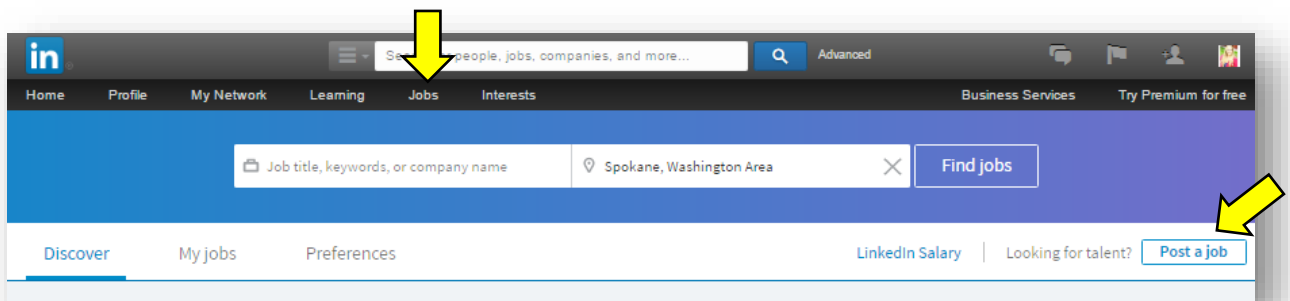 in
Se people, jobs, companies, and more... Advanced
Home Profile My Network Learning Jobs Interests Business Services Try Premium for free
Job title, keywords, or company name Spokane, Washington Area Find jobs
Discover My jobs Preferences LinkedIn Salary Looking for talent? Post a job